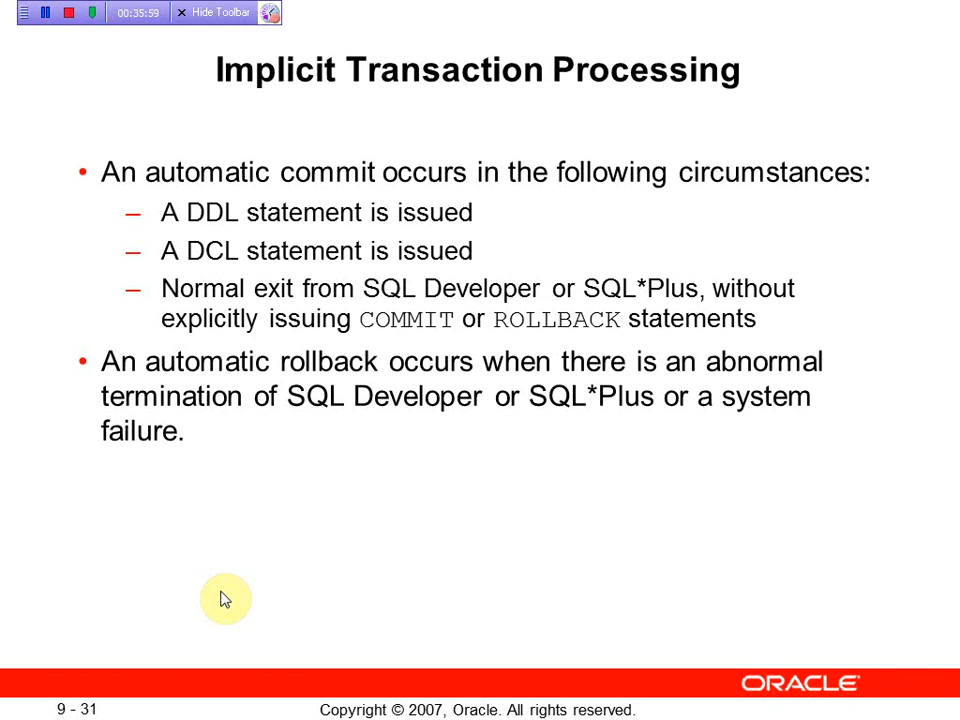 00:35:59 × Hide Toolbar
Implicit Transaction Processing
• An automatic commit occurs in the following circumstances:
– A DDL statement is issued
– A DCL statement is issued
– Normal exit from SQL Developer or SQL*Plus, without
explicitly issuing COMMIT or ROLLBACK statements
• An automatic rollback occurs when there is an abnormal
termination of SQL Developer or SQL*Plus or a system
failure.
ORACLE
9 - 31
Copyright © 2007, Oracle. All rights reserved.